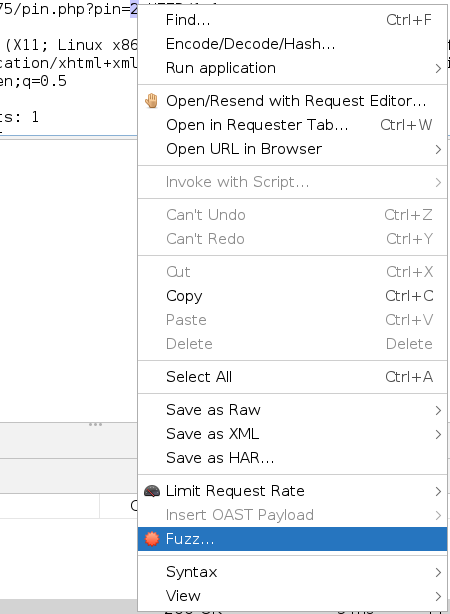 75/pin.php?pin=2
Find... Ctrl+F
(X11; Linux x86 Encode/Decode/Hash...
cation/xhtml+xml Run application
en;q=0.5
Open/Resend with Request Editor...
ts: 1 Open in Requester Tab... Ctrl+W
Open URL in Browser
Invoke with Script...
Can't Undo Ctrl+Z
Can't Redo Ctrl+Y
Cut Ctrl+X
Copy Ctrl+C
Paste Ctrl+V
Delete Delete
Select All Ctrl+A
Save as Raw
Save as XML
Save as HAR...
Limit Request Rate
Insert OAST Payload
Fuzz...
Syntax
View